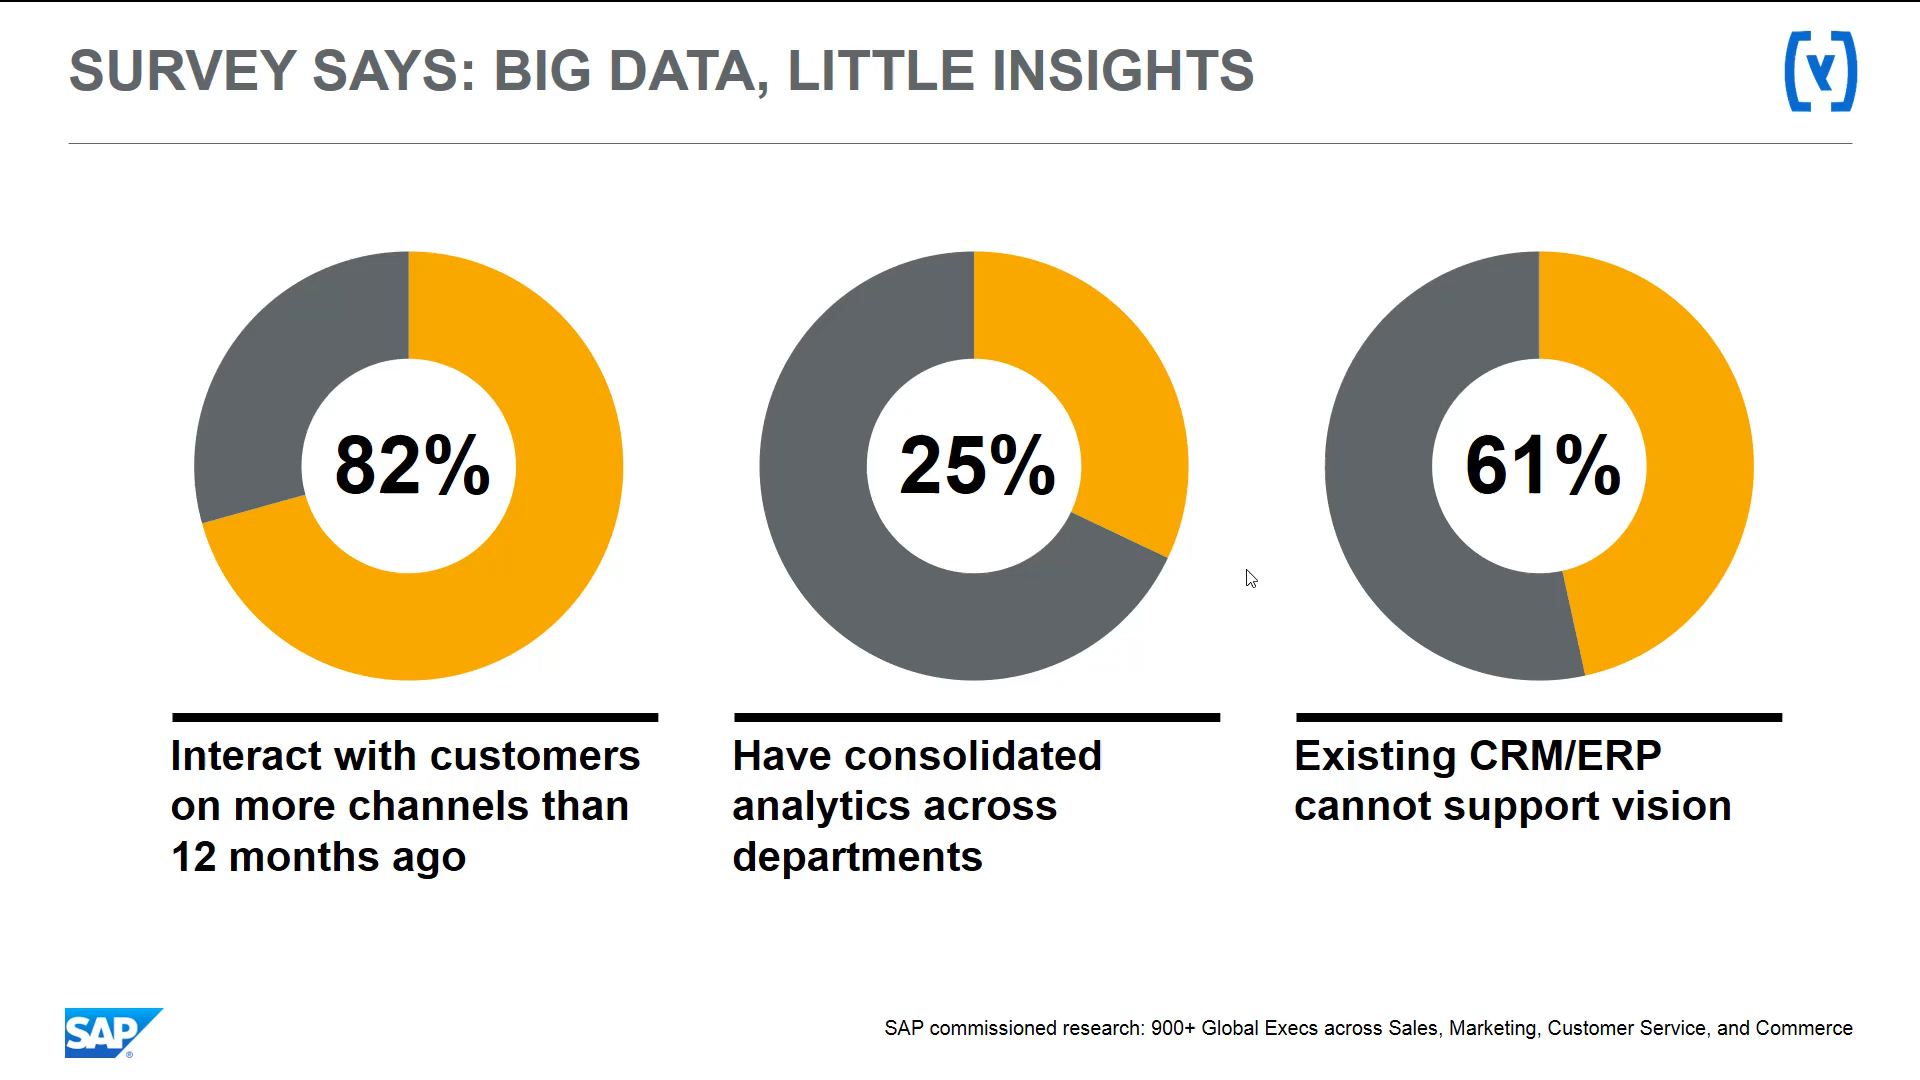 SURVEY SAYS: BIG DATA, LITTLE INSIGHTS
82%
25%
61%
Interact with customers
on more channels than
12 months ago
Have consolidated
analytics across
departments
Existing CRM/ERP
cannot support vision
SAP®
SAP commissioned research: 900+ Global Execs across Sales, Marketing, Customer Service, and Commerce